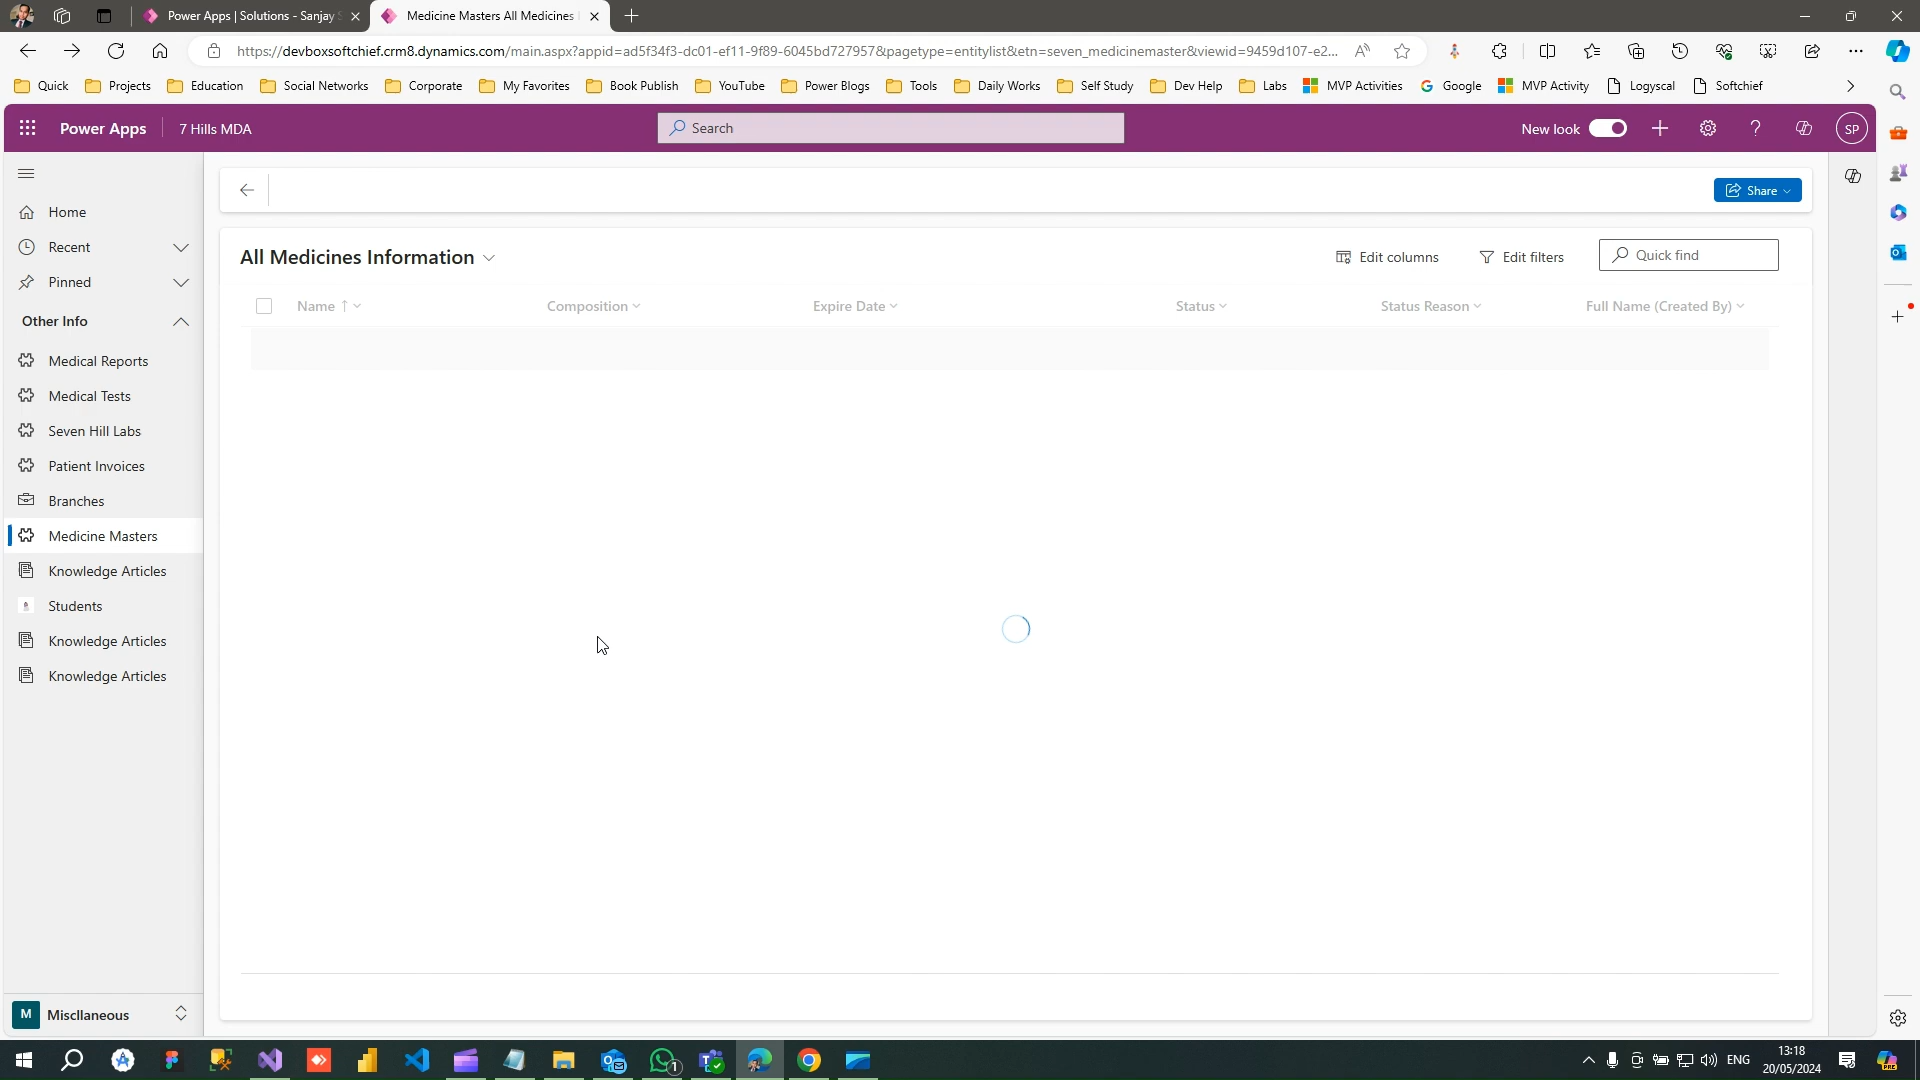 Power Apps | Solutions - Sanjay S
Medicine Masters All Medicines I
https://devboxsoftchief.crm8.dynamics.com/main.aspx?appid=ad5f34f3-dc01-ef11-9f89-6045bd727957&pagetype=entitylist&etn=seven_medicinemaster&viewid=9459d107-e2...
Quick Projects Education Social Networks Corporate My Favorites Book Publish YouTube Power Blogs Tools Daily Works Self Study Dev Help Labs MVP Activities Google MVP Activity Logyscal Softchief
Power Apps 7 Hills MDA Search New look SP
Share
Home
Recent
Pinned
Other Info
Medical Reports
Medical Tests
Seven Hill Labs
Patient Invoices
Branches
Medicine Masters
Knowledge Articles
Students
Knowledge Articles
Knowledge Articles
M Miscllaneous
All Medicines Information Edit columns Edit filters Quick find
Name Composition Expire Date Status Status Reason Full Name (Created By)
1
ENG
13:18
20/05/2024
PRE